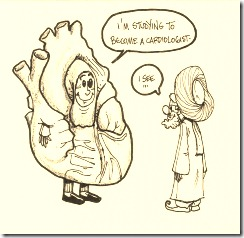 I'M STUDYING TO
BECOME A CARDIOLOGIST.
I SEE
...